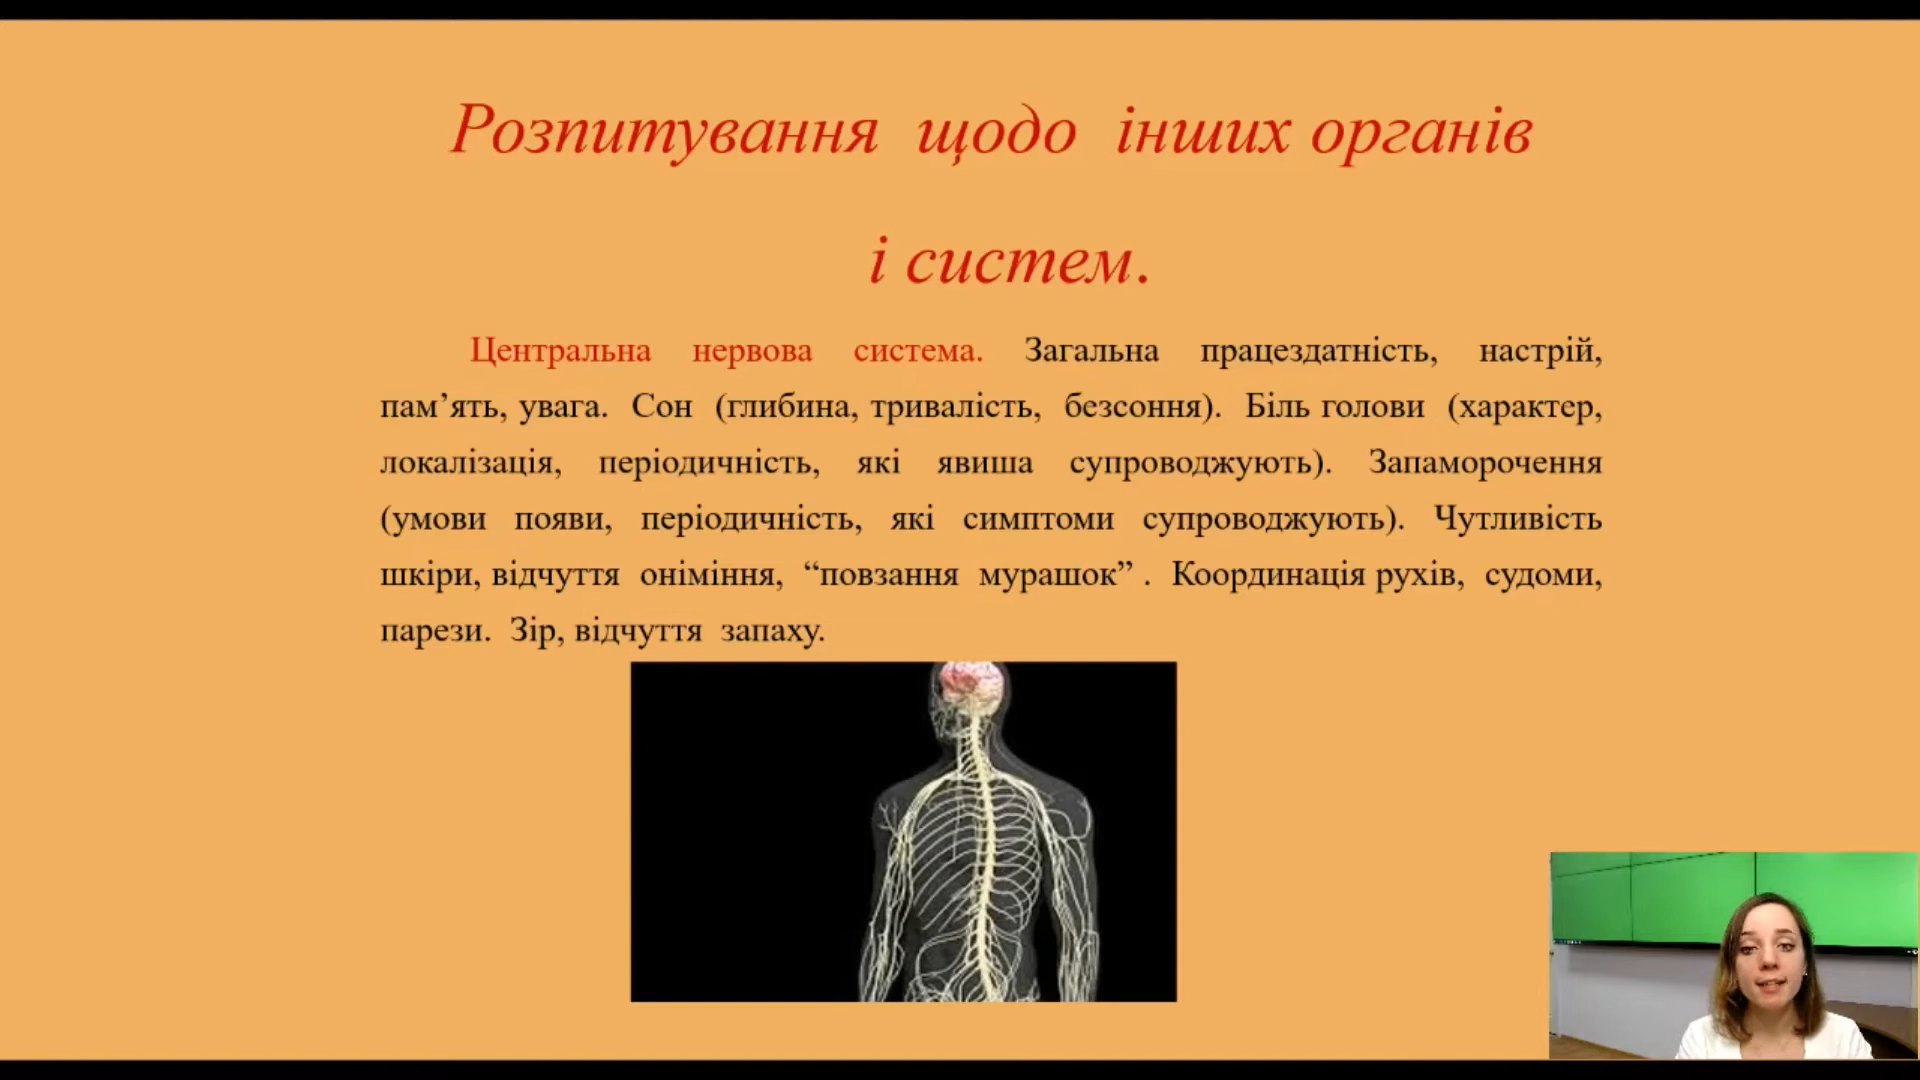 Розпитування щодо інших органів
і систем.
Центральна нервова система. Загальна працездатність, настрій,
пам’ять, увага. Сон (глибина, тривалість, безсоння). Біль голови (характер,
локалізація, періодичність, які явиша супроводжують). Запаморочення
(умови появи, періодичність, які симптоми супроводжують). Чутливість
шкіри, відчуття оніміння, “повзання мурашок” . Координація рухів, судоми,
парези. Зір, відчуття запаху.